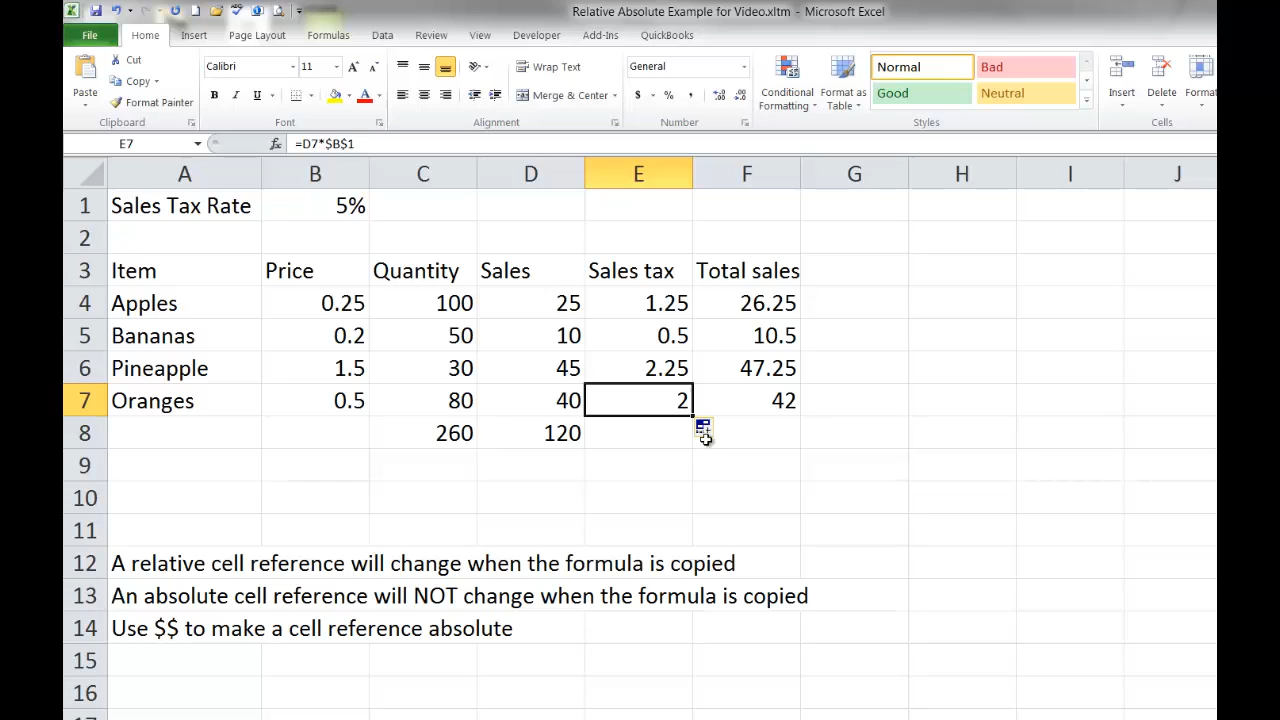 Relative Absolute Example for Video.xltm - Microsoft Excel
File Home Insert Page Layout Formulas Data Review View Developer Add-Ins QuickBooks
Paste
Cut
Copy
Format Painter
Clipboard
Calibri 11
B I U A
Font
Wrap Text
Merge & Center
Alignment
General
$ % ,
Number
Conditional Formatting
Format as Table
Normal Bad
Good Neutral
Styles
Insert Delete Format
Cells
E7 fx =D7*$B$1
A B C D E F G H I J
1 Sales Tax Rate 5%
2
3 Item Price Quantity Sales Sales tax Total sales
4 Apples 0.25 100 25 1.25 26.25
5 Bananas 0.2 50 10 0.5 10.5
6 Pineapple 1.5 30 45 2.25 47.25
7 Oranges 0.5 80 40 2 42
8 260 120
9
10
11
12 A relative cell reference will change when the formula is copied
13 An absolute cell reference will NOT change when the formula is copied
14 Use $$ to make a cell reference absolute
15
16